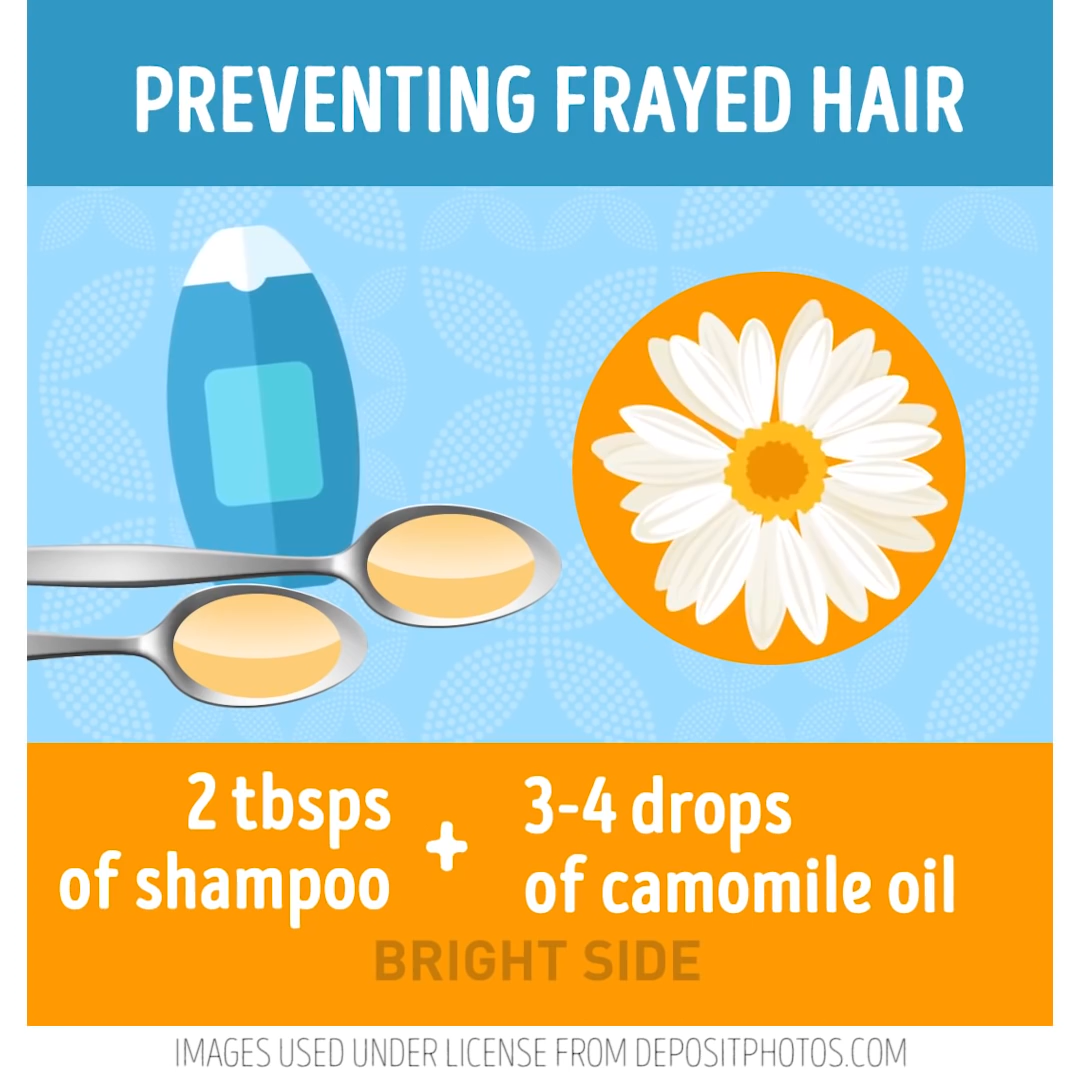 PREVENTING FRAYED HAIR
2 tbsps
of shampoo
+
3-4 drops
of camomile oil
BRIGHT SIDE
IMAGES USED UNDER LICENSE FROM DEPOSITPHOTOS.COM